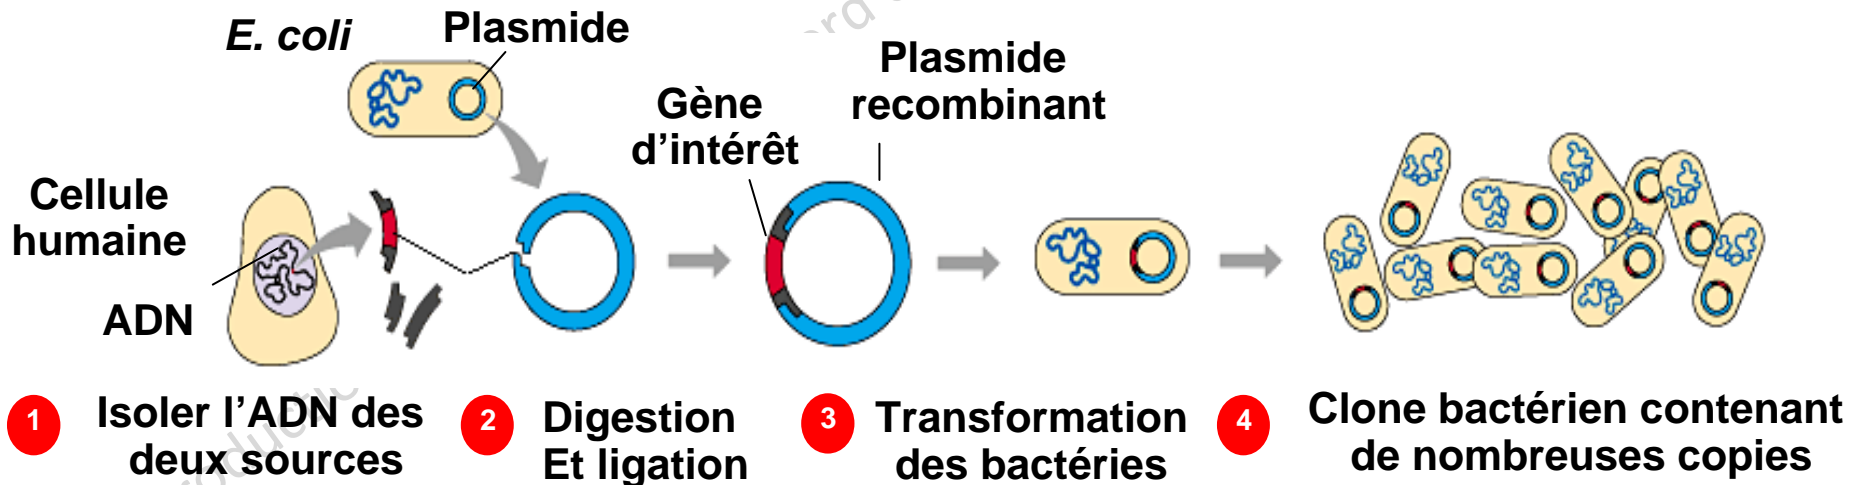 E. coli
Plasmide
Cellule
humaine
ADN
Gène
d’intérêt
Plasmide
recombinant
1
Isoler l’ADN des
deux sources
2
Digestion
Et ligation
3
Transformation
des bactéries
4
Clone bactérien contenant
de nombreuses copies